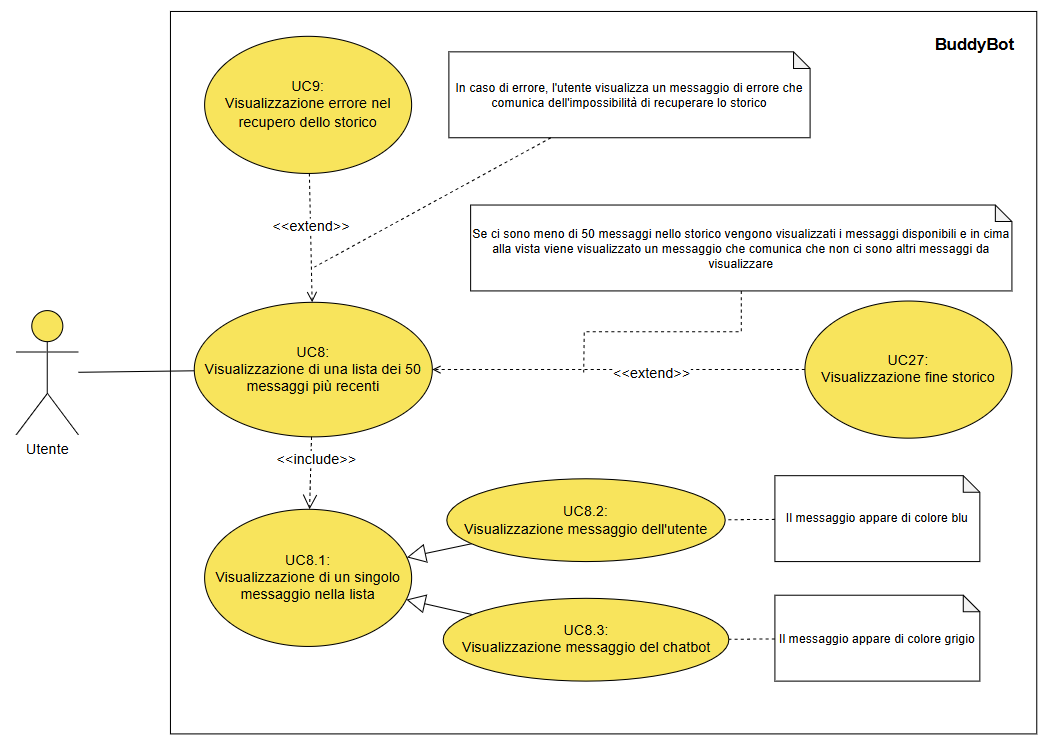 BuddyBot
UC9:
Visualizzazione errore nel
recupero dello storico
In caso di errore, l'utente visualizza un messaggio di errore che
comunica dell'impossibilità di recuperare lo storico
<<extend>>
Se ci sono meno di 50 messaggi nello storico vengono visualizzati i messaggi disponibili e in cima
alla vista viene visualizzato un messaggio che comunica che non ci sono altri messaggi da
visualizzare
UC8:
Visualizzazione di una lista dei 50
messaggi più recenti
<<extend>>
UC27:
Visualizzazione fine storico
Utente
<<include>>
UC8.2:
Visualizzazione messaggio dell'utente
Il messaggio appare di colore blu
UC8.1:
Visualizzazione di un singolo
messaggio nella lista
UC8.3:
Visualizzazione messaggio del chatbot
Il messaggio appare di colore grigio